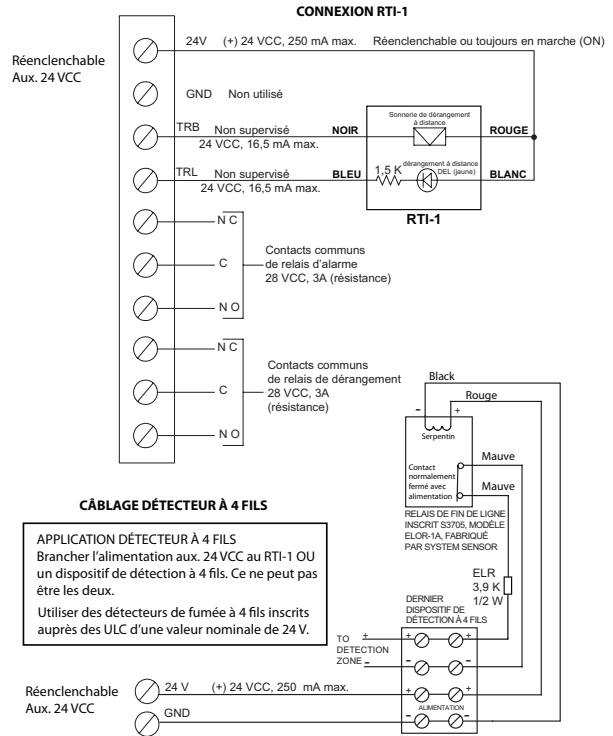 CONNEXION RTI-1
Réenclenchable
Aux. 24 VCC
24V (+) 24 VCC, 250 mA max. Réenclenchable ou toujours en marche (ON)
GND Non utilisé
TRB Non supervisé
24 VCC, 16,5 mA max.
NOIR
Sonnerie de dérangement
à distance
ROUGE
TRL Non supervisé
24 VCC, 16,5 mA max.
BLEU
1,5 K
dérangement à distance
DEL (jaune)
BLANC
RTI-1
N C
C
N O
Contacts communs
de relais d'alarme
28 VCC, 3A (résistance)
N C
C
N O
Contacts communs
de relais de dérangement
28 VCC, 3A
(résistance)
Black
Rouge
- +
Serpentin
Mauve
Contact
normalement
fermé avec
alimentation
Mauve
RELAIS DE FIN DE LIGNE
INSCRIT S3705, MODÈLE
ELOR-1A, FABRIQUÉ
PAR SYSTEM SENSOR
CÂBLAGE DÉTECTEUR À 4 FILS
APPLICATION DÉTECTEUR À 4 FILS
Brancher l'alimentation aux. 24 VCC au RTI-1 OU
un dispositif de détection à 4 fils. Ce ne peut pas
être les deux.
Utiliser des détecteurs de fumée à 4 fils inscrits
auprès des ULC d'une valeur nominale de 24 V.
ELR
3,9 K
1/2 W
DERNIER
DISPOSITIF DE
DÉTECTION À 4 FILS
TO + + +
DETECTION
ZONE - - -
Réenclenchable
Aux. 24 VCC
24 V (+) 24 VCC, 250 mA max.
+ +
ALIMENTATION
GND
- -